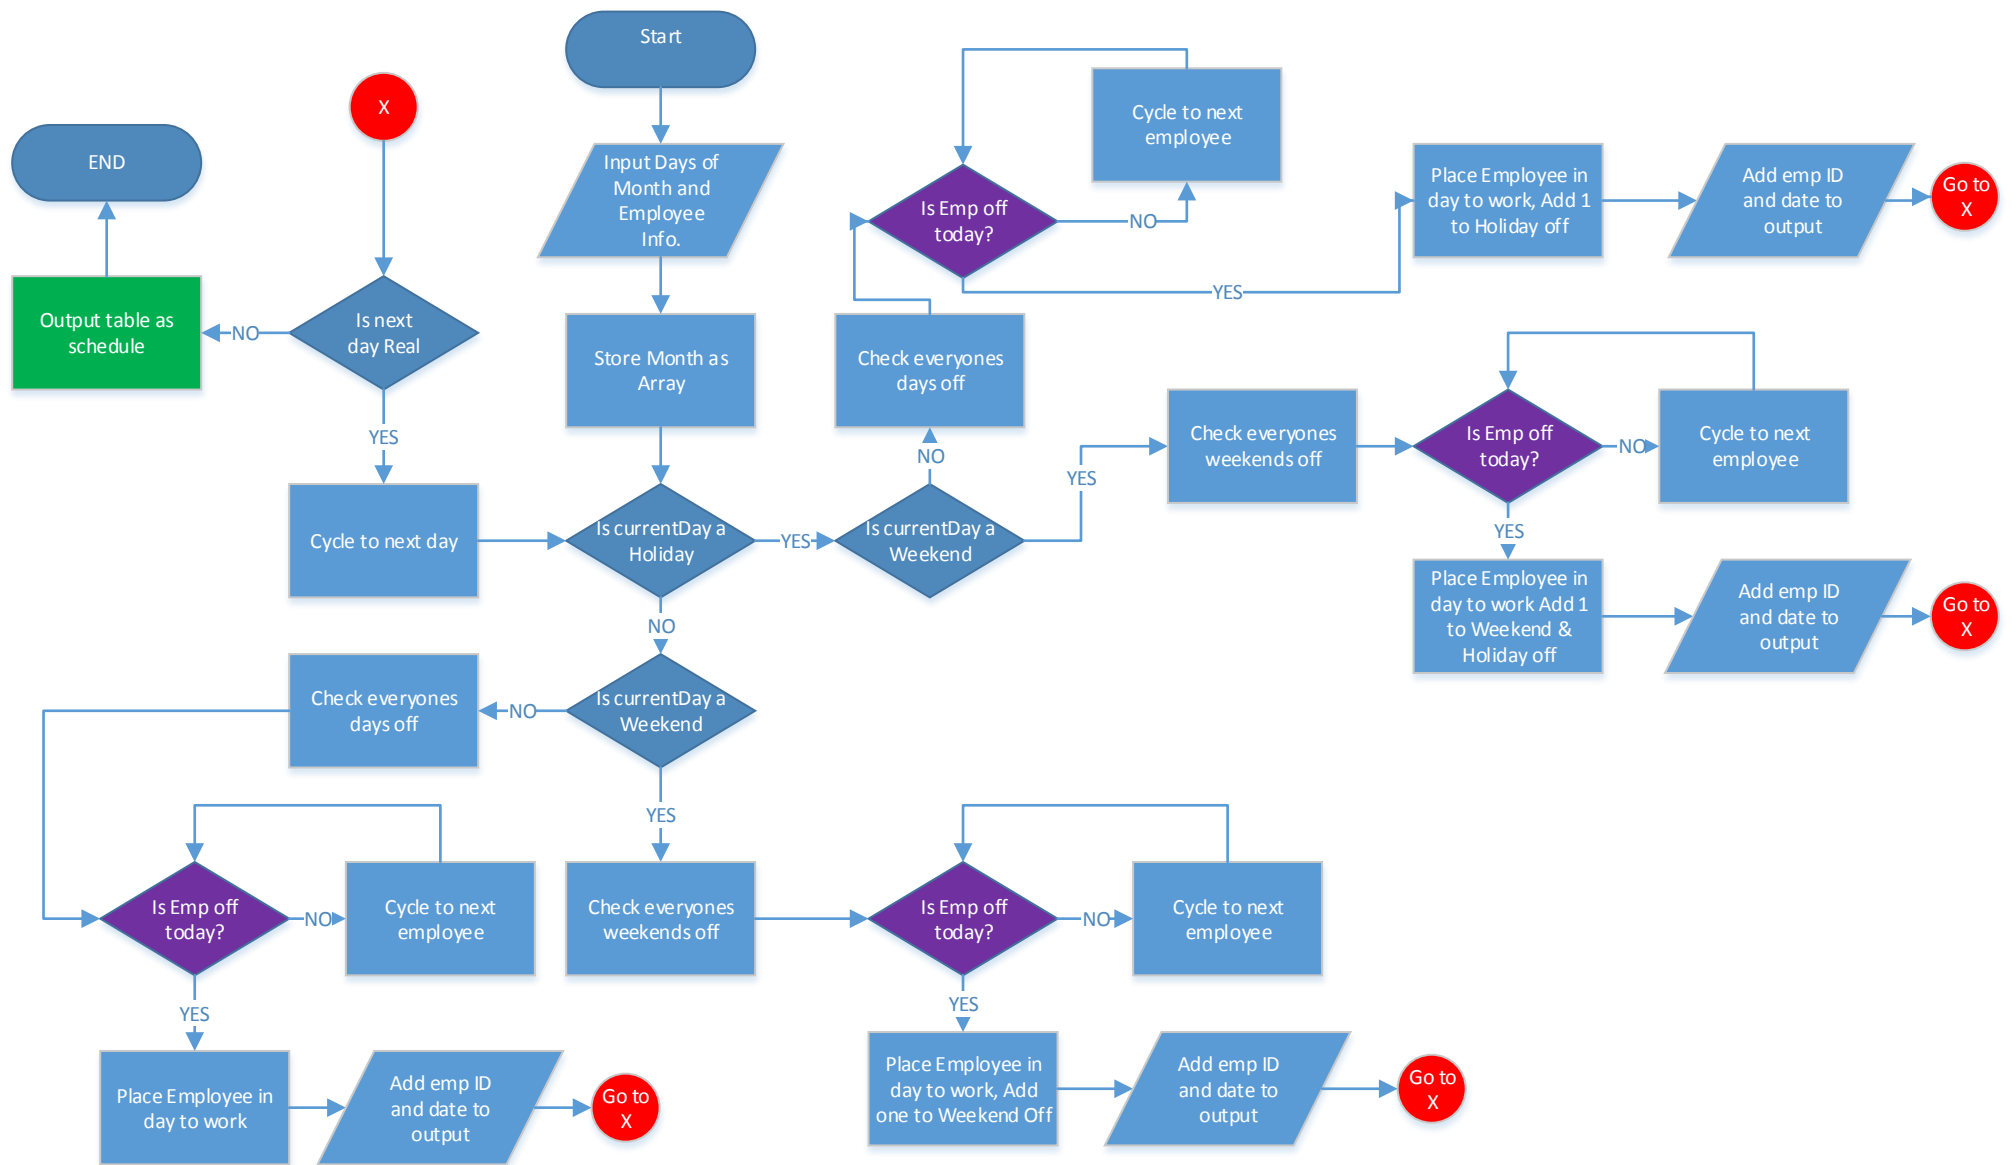 Start
X
Cycle to next
employee
END
Input Days of
Month and
Employee
Info.
Place Employee in
day to work, Add 1
to Holiday off
Add emp ID
and date to
output
Go to
X
Is Emp off
today?
NO
YES
Output table as
schedule
NO
Is next
day Real
Store Month as
Array
Check everyones
days off
YES
NO
Check everyones
weekends off
Is Emp off
today?
NO
Cycle to next
employee
YES
YES
Cycle to next day
Is currentDay a
Holiday
YES
Is currentDay a
Weekend
Place Employee in
day to work Add 1
to Weekend &
Holiday off
Add emp ID
and date to
output
Go to
X
NO
Check everyones
days off
NO
Is currentDay a
Weekend
YES
Is Emp off
today?
NO
Cycle to next
employee
Check everyones
weekends off
Is Emp off
today?
NO
Cycle to next
employee
YES
YES
Place Employee in
day to work
Add emp ID
and date to
output
Go to
X
Place Employee in
day to work, Add
one to Weekend Off
Add emp ID
and date to
output
Go to
X